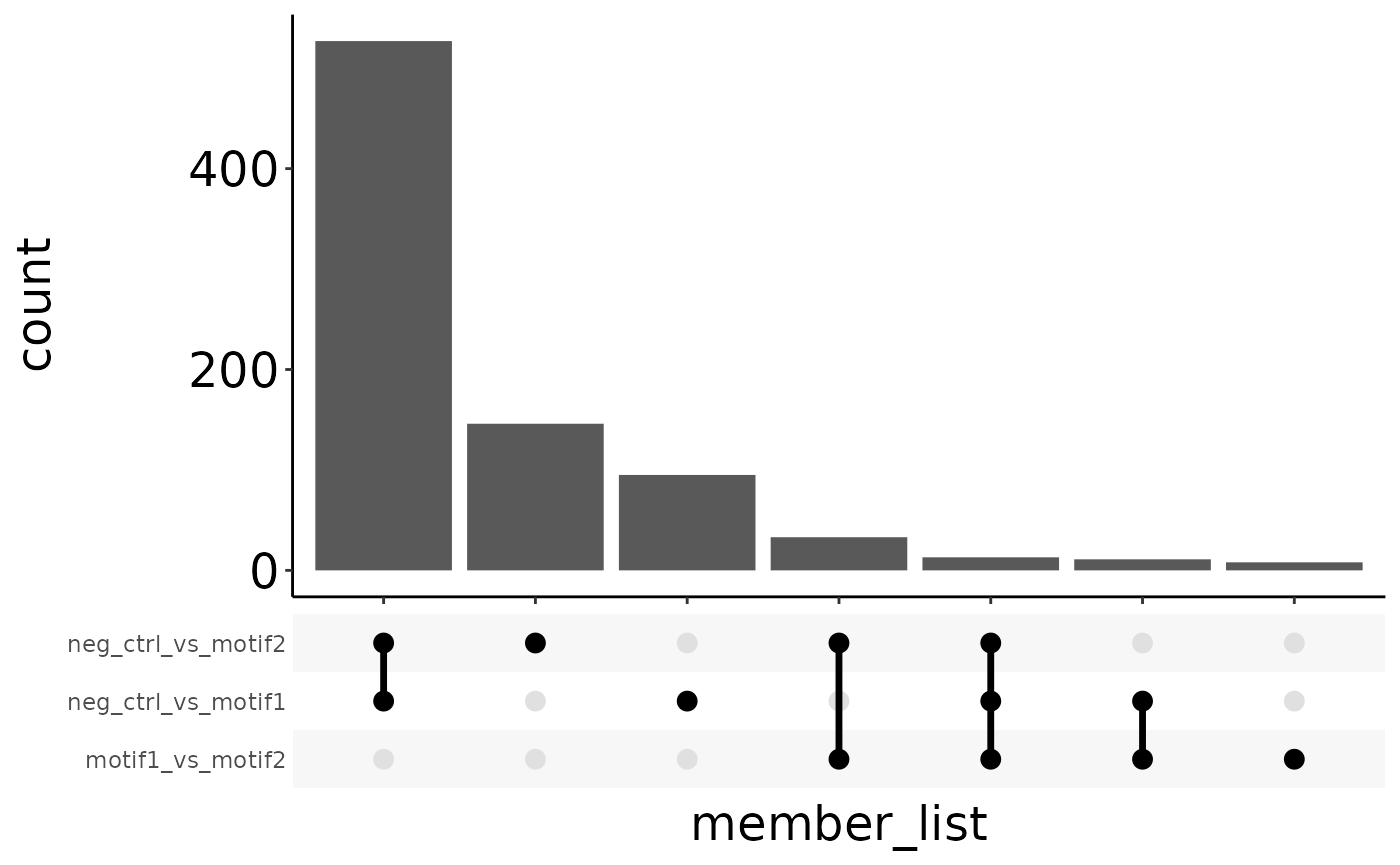 count
400
200
0
neg_ctrl_vs_motif2
neg_ctrl_vs_motif1
motif1_vs_motif2
member_list